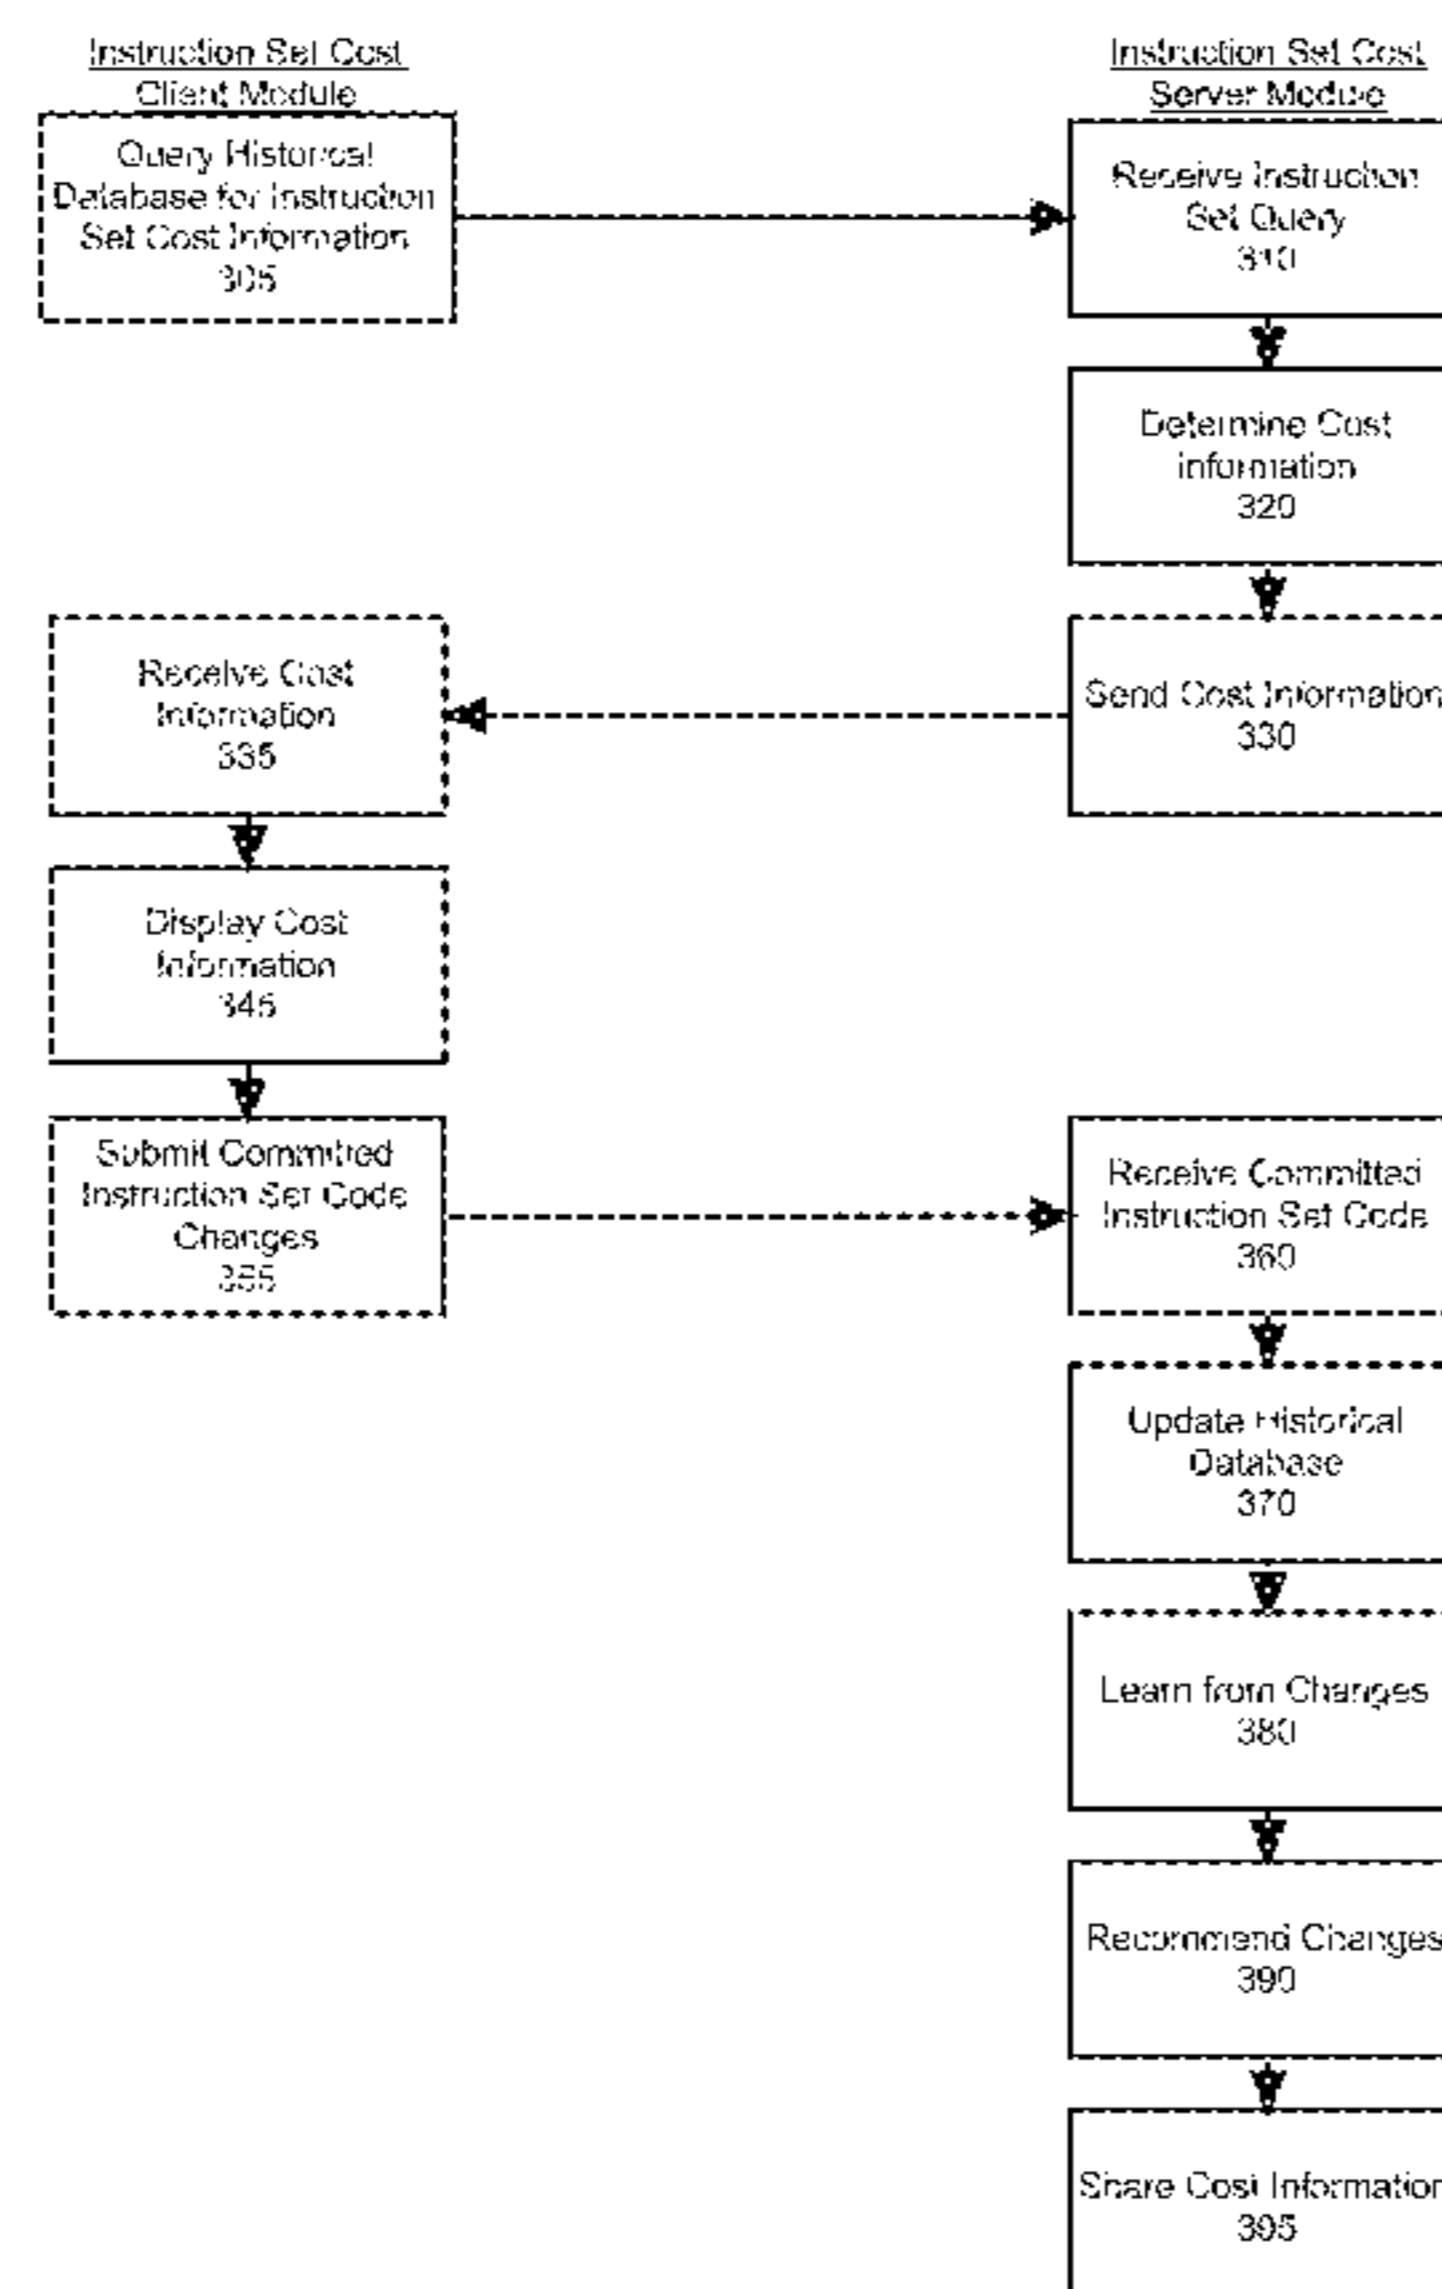 Instruction Set Cost
Client Module
Query Historical
Database for Instruction
Set Cost Information
305
Instruction Set Cost
Server Module
Receive Instruction
Set Query
310
Determine Cost
information
320
Send Cost Information
330
Receive Cost
Information
335
Display Cost
Information
345
Submit Committed
Instruction Set Code
Changes
355
Receive Committed
Instruction Set Code
360
Update Historical
Database
370
Learn from Changes
380
Recommend Changes
390
Share Cost Information
395